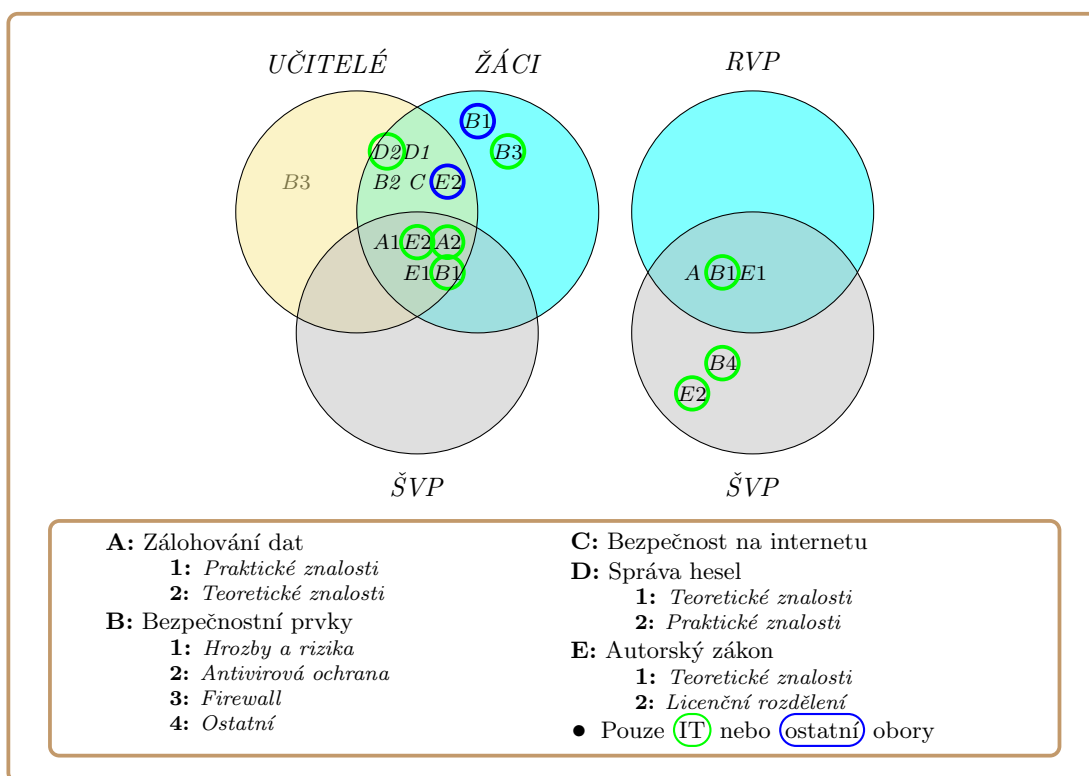 UČITELÉ ŽÁCI RVP
B1
D2 D1 B3
B3 B2 C E2
A1 E2 A2
E1 B1 A B1 E1
B4
E2
ŠVP ŠVP
A: Zálohování dat
1: Praktické znalosti
2: Teoretické znalosti
B: Bezpečnostní prvky
1: Hrozby a rizika
2: Antivirová ochrana
3: Firewall
4: Ostatní
C: Bezpečnost na internetu
D: Správa hesel
1: Teoretické znalosti
2: Praktické znalosti
E: Autorský zákon
1: Teoretické znalosti
2: Licenční rozdělení
• Pouze IT nebo ostatní obory